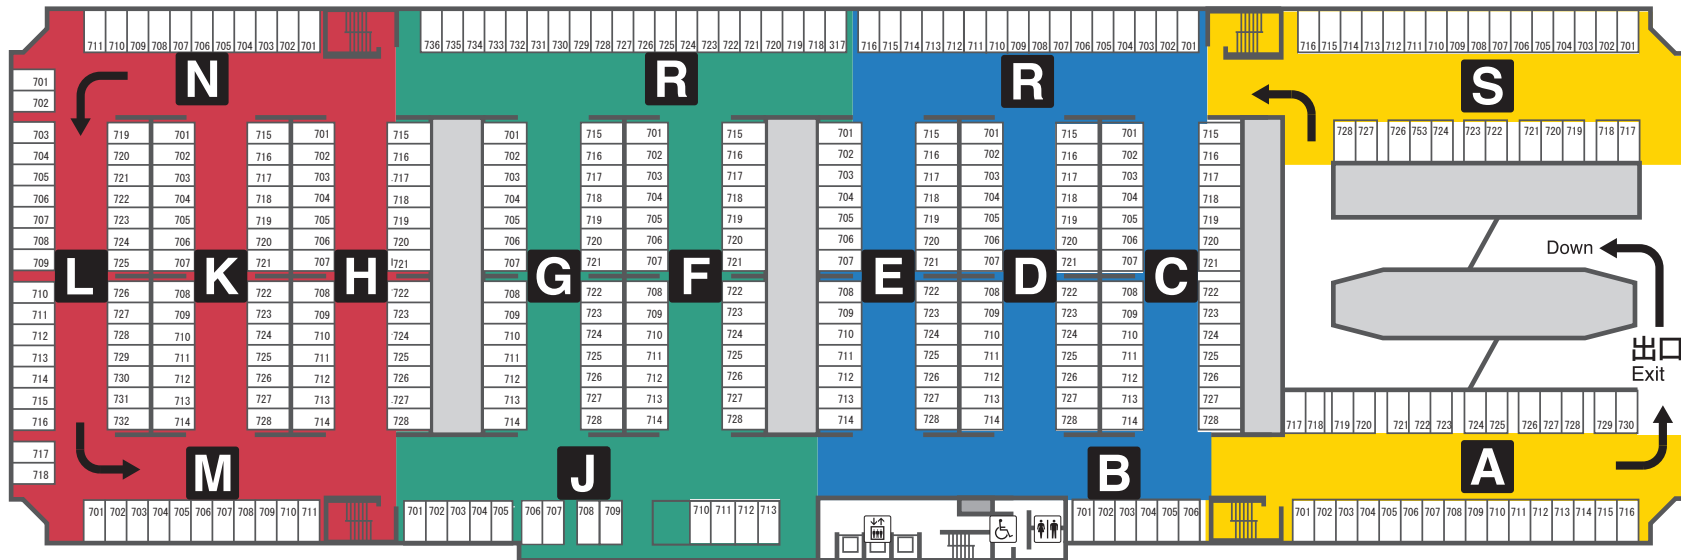 711 710 709 708 707 706 705 704 703 702 701
736 735 734 733 732 731 730 729 728 727 726 725 724 723 722 721 720 719 718 317
716 715 714 713 712 711 710 709 708 707 706 705 704 703 702 701
716 715 714 713 712 711 710 709 708 707 706 705 704 703 702 701
N R R S
701
702
728 727 726 753 724 723 722 721 720 719 718 717
703 719 701 715 701 715 701 715 701 715 701 715 701 715 701 715
704 720 702 716 702 716 702 716 702 716 702 716 702 716 702 716
705 721 703 717 703 717 703 717 703 717 703 717 703 717 703 717
706 722 704 718 704 718 704 718 704 718 704 718 704 718 704 718
707 723 705 719 705 719 705 719 705 719 705 719 705 719 705 719
708 724 706 720 706 720 706 720 706 720 706 720 706 720 706 720
709 725 707 721 707 721 707 721 707 721 707 721 707 721 707 721
L K H G F E D C
Down
710 726 708 722 708 722 708 722 708 722 708 722 708 722 708 722
711 727 709 723 709 723 709 723 709 723 709 723 709 723 709 723
712 728 710 724 710 724 710 724 710 724 710 724 710 724 710 724
713 729 711 725 711 725 711 725 711 725 711 725 711 725 711 725
714 730 712 726 712 726 712 726 712 726 712 726 712 726 712 726
715 731 713 727 713 727 713 727 713 727 713 727 713 727 713 727
716 732 714 728 714 728 714 728 714 728 714 728 714 728 714 728
出口
Exit
717 718 719 720 721 722 723 724 725 726 727 728 729 730
717
718
M J B A
701 702 703 704 705 706 707 708 709 710 711
701 702 703 704 705 706 707 708 709 710 711 712 713
701 702 703 704 705 706
701 702 703 704 705 706 707 708 709 710 711 712 713 714 715 716